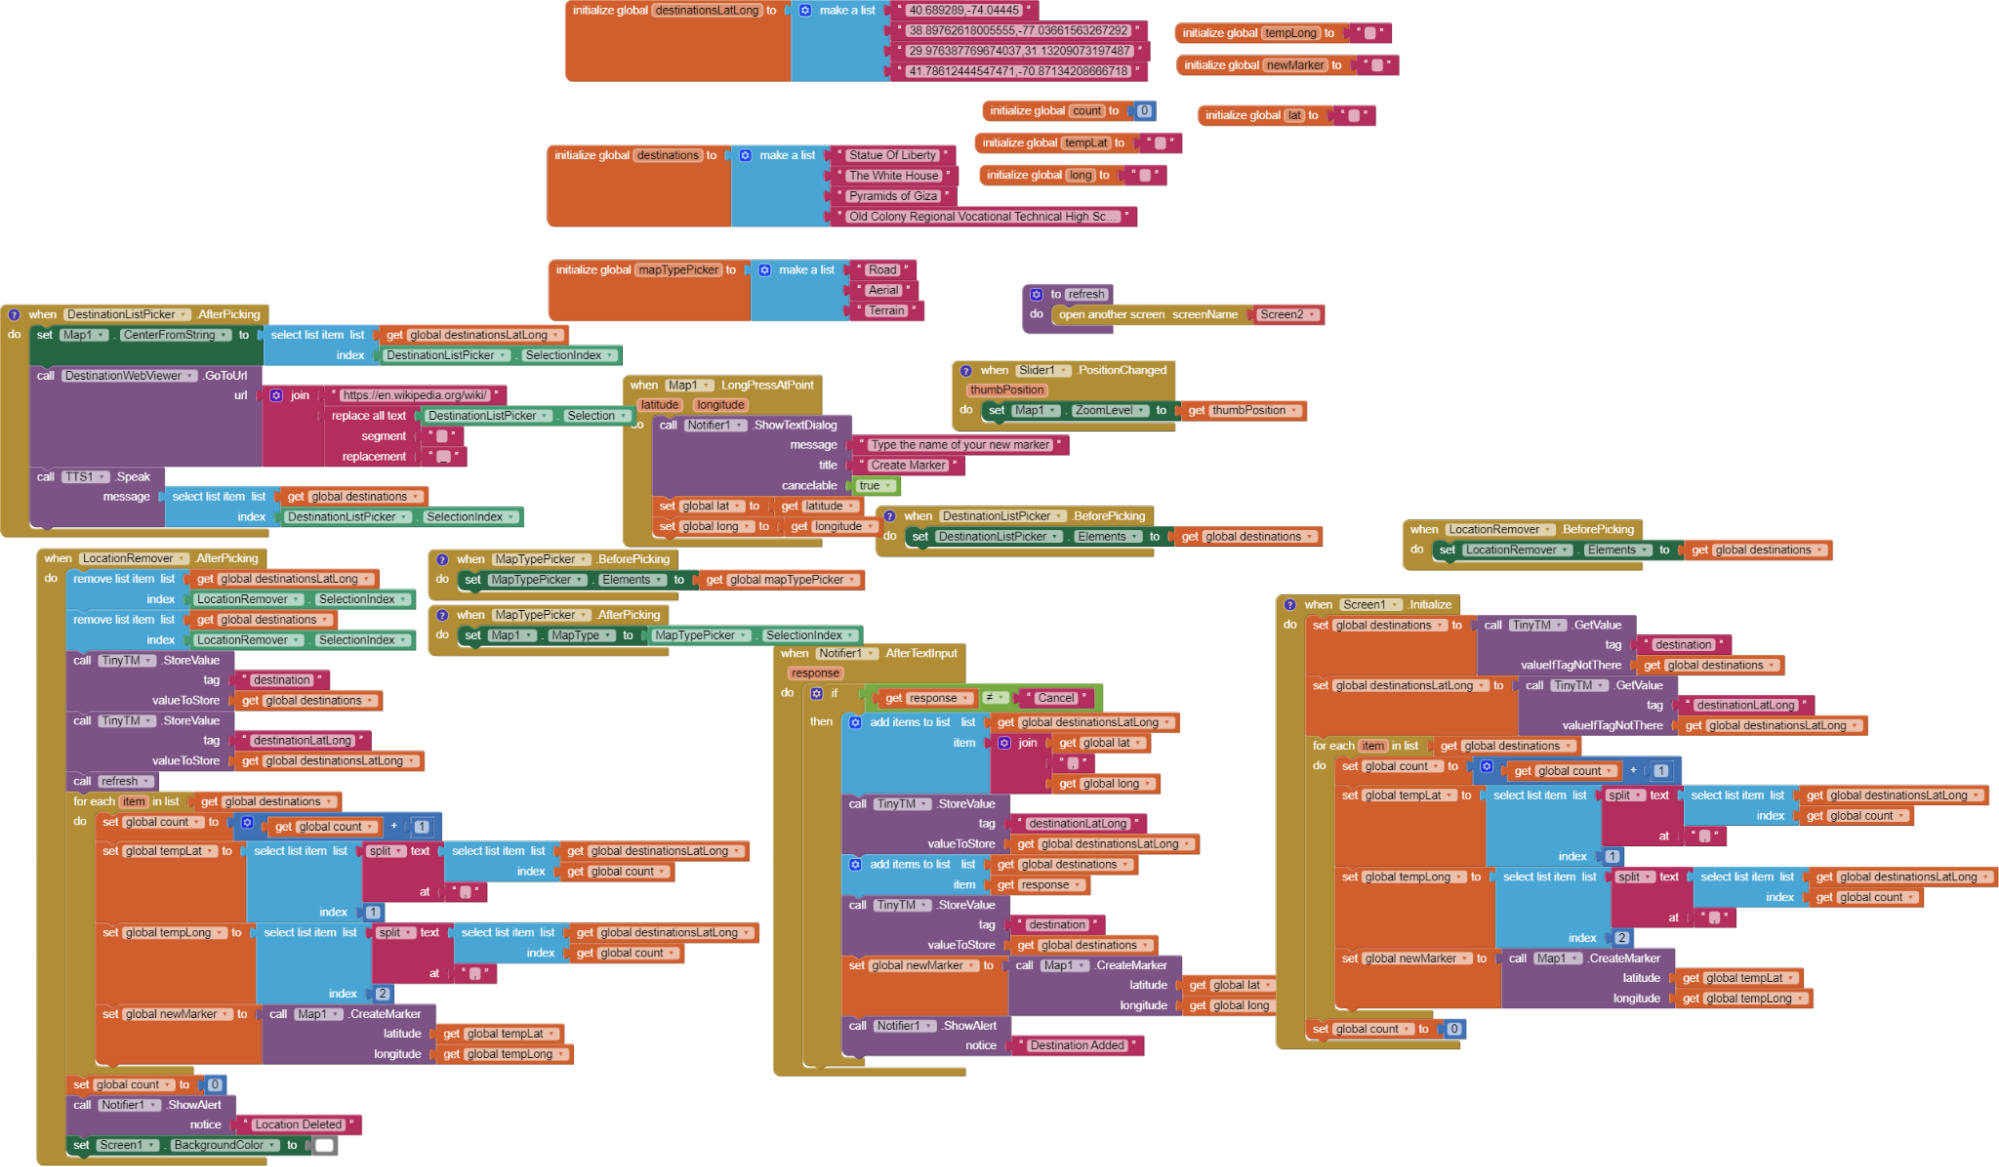 initialize global destinationsLatLong to make a list " 40.689289,-74.04445 "
" 38.89762618005555,-77.03661563267292 "
" 29.976387769674037,31.13209073197487 "
" 41.78612444547471,-70.87134208666718 "
initialize global tempLong to " "
initialize global newMarker to " "
initialize global count to 0
initialize global lat to " "
initialize global tempLat to " "
initialize global long to " "
initialize global destinations to make a list " Statue Of Liberty "
" The White House "
" Pyramids of Giza "
" Old Colony Regional Vocational Technical High Sc... "
initialize global mapTypePicker to make a list " Road "
" Aerial "
" Terrain "
to refresh
do open another screen screenName Screen2
when DestinationListPicker .AfterPicking
do set Map1 . CenterFromString to select list item list get global destinationsLatLong
index DestinationListPicker . SelectionIndex
call DestinationWebViewer .GoToUrl
url join " https://en.wikipedia.org/wiki/ "
replace all text DestinationListPicker . Selection
segment " "
replacement " _ "
call TTS1 .Speak
message select list item list get global destinations
index DestinationListPicker . SelectionIndex
when Map1 .LongPressAtPoint
latitude longitude
do call Notifier1 .ShowTextDialog
message " Type the name of your new marker "
title " Create Marker "
cancelable true
set global lat to get latitude
set global long to get longitude
when Slider1 .PositionChanged
thumbPosition
do set Map1 . ZoomLevel to get thumbPosition
when DestinationListPicker .BeforePicking
do set DestinationListPicker . Elements to get global destinations
when LocationRemover .BeforePicking
do set LocationRemover . Elements to get global destinations
when LocationRemover .AfterPicking
do remove list item list get global destinationsLatLong
index LocationRemover . SelectionIndex
remove list item list get global destinations
index LocationRemover . SelectionIndex
call TinyTM .StoreValue
tag " destination "
valueToStore get global destinations
call TinyTM .StoreValue
tag " destinationLatLong "
valueToStore get global destinationsLatLong
call refresh
for each item in list get global destinations
do set global count to get global count + 1
set global tempLat to select list item list split text select list item list get global destinationsLatLong
index get global count
at " , "
index 1
set global tempLong to select list item list split text select list item list get global destinationsLatLong
index get global count
at " , "
index 2
set global newMarker to call Map1 .CreateMarker
latitude get global tempLat
longitude get global tempLong
set global count to 0
call Notifier1 .ShowAlert
notice " Location Deleted "
set Screen1 . BackgroundColor to
when MapTypePicker .BeforePicking
do set MapTypePicker . Elements to get global mapTypePicker
when MapTypePicker .AfterPicking
do set Map1 . MapType to MapTypePicker . SelectionIndex
when Notifier1 .AfterTextInput
response
do if get response ≠ " Cancel "
then add items to list list get global destinationsLatLong
item join get global lat
" , "
get global long
call TinyTM .StoreValue
tag " destinationLatLong "
valueToStore get global destinationsLatLong
add items to list list get global destinations
item get response
call TinyTM .StoreValue
tag " destination "
valueToStore get global destinations
set global newMarker to call Map1 .CreateMarker
latitude get global lat
longitude get global long
call Notifier1 .ShowAlert
notice " Destination Added "
when Screen1 .Initialize
do set global destinations to call TinyTM .GetValue
tag " destination "
valueIfTagNotThere get global destinations
set global destinationsLatLong to call TinyTM .GetValue
tag " destinationLatLong "
valueIfTagNotThere get global destinationsLatLong
for each item in list get global destinations
do set global count to get global count + 1
set global tempLat to select list item list split text select list item list get global destinationsLatLong
index get global count
at " , "
index 1
set global tempLong to select list item list split text select list item list get global destinationsLatLong
index get global count
at " , "
index 2
set global newMarker to call Map1 .CreateMarker
latitude get global tempLat
longitude get global tempLong
set global count to 0